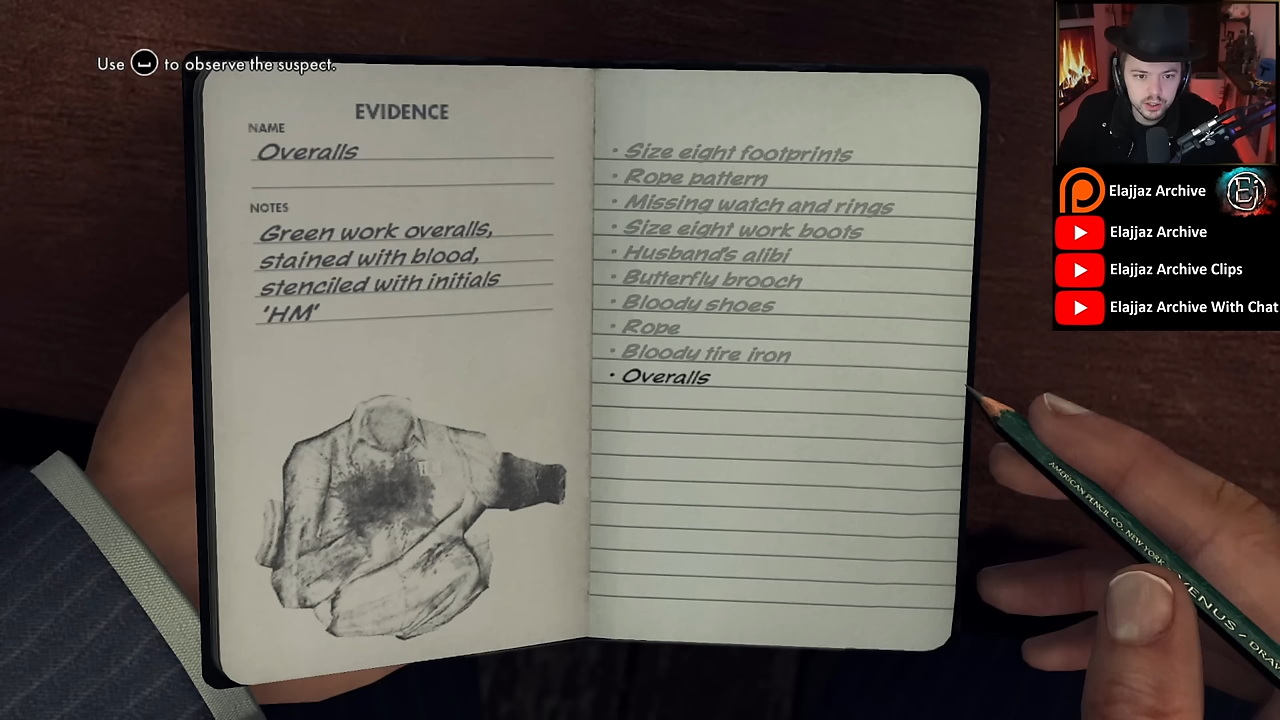 Use to observe the suspect.
EVIDENCE
NAME
Overalls
NOTES
Green work overalls,
stained with blood,
stenciled with initials
'HM'
· Size eight footprints
· Rope pattern
· Missing watch and rings
· Size eight work boots
· Husband's alibi
· Butterfly brooch
· Bloody shoes
· Rope
· Bloody tire iron
· Overalls
AMERICAN PENCIL CO. NEW YORK
VENUS / DRAW
Elajjaz Archive
Ej
Elajjaz Archive
Elajjaz Archive Clips
Elajjaz Archive With Chat